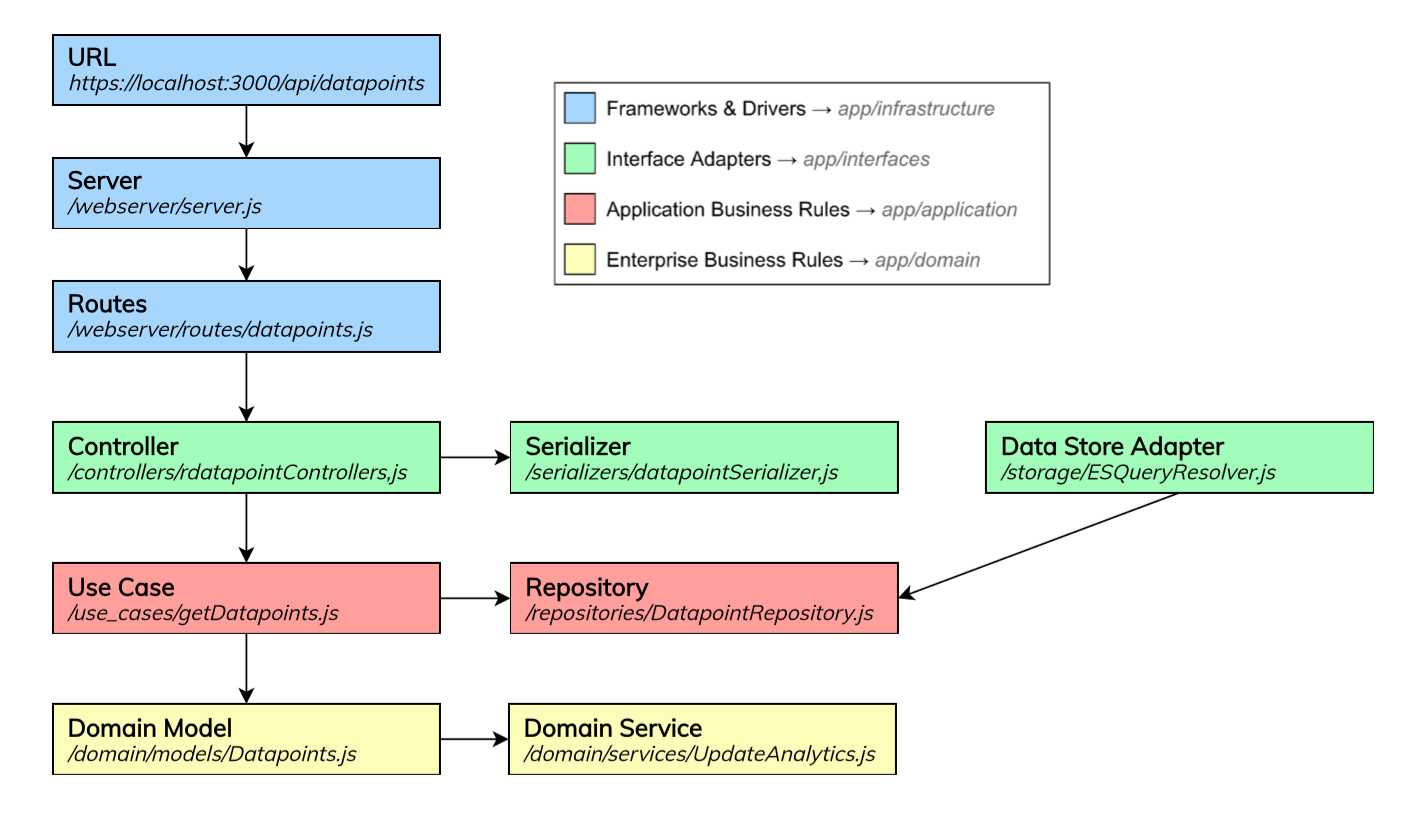 URL
https://localhost:3000/api/datapoints
Frameworks & Drivers → app/infrastructure
Interface Adapters → app/interfaces
Application Business Rules → app/application
Enterprise Business Rules → app/domain
Server
/webserver/server.js
Routes
/webserver/routes/datapoints.js
Controller
/controllers/rdatapointControllers,js
Serializer
/serializers/datapointSerializer,js
Data Store Adapter
/storage/ESQueryResolver.js
Use Case
/use_cases/getDatapoints.js
Repository
/repositories/DatapointRepository.js
Domain Model
/domain/models/Datapoints.js
Domain Service
/domain/services/UpdateAnalytics.js